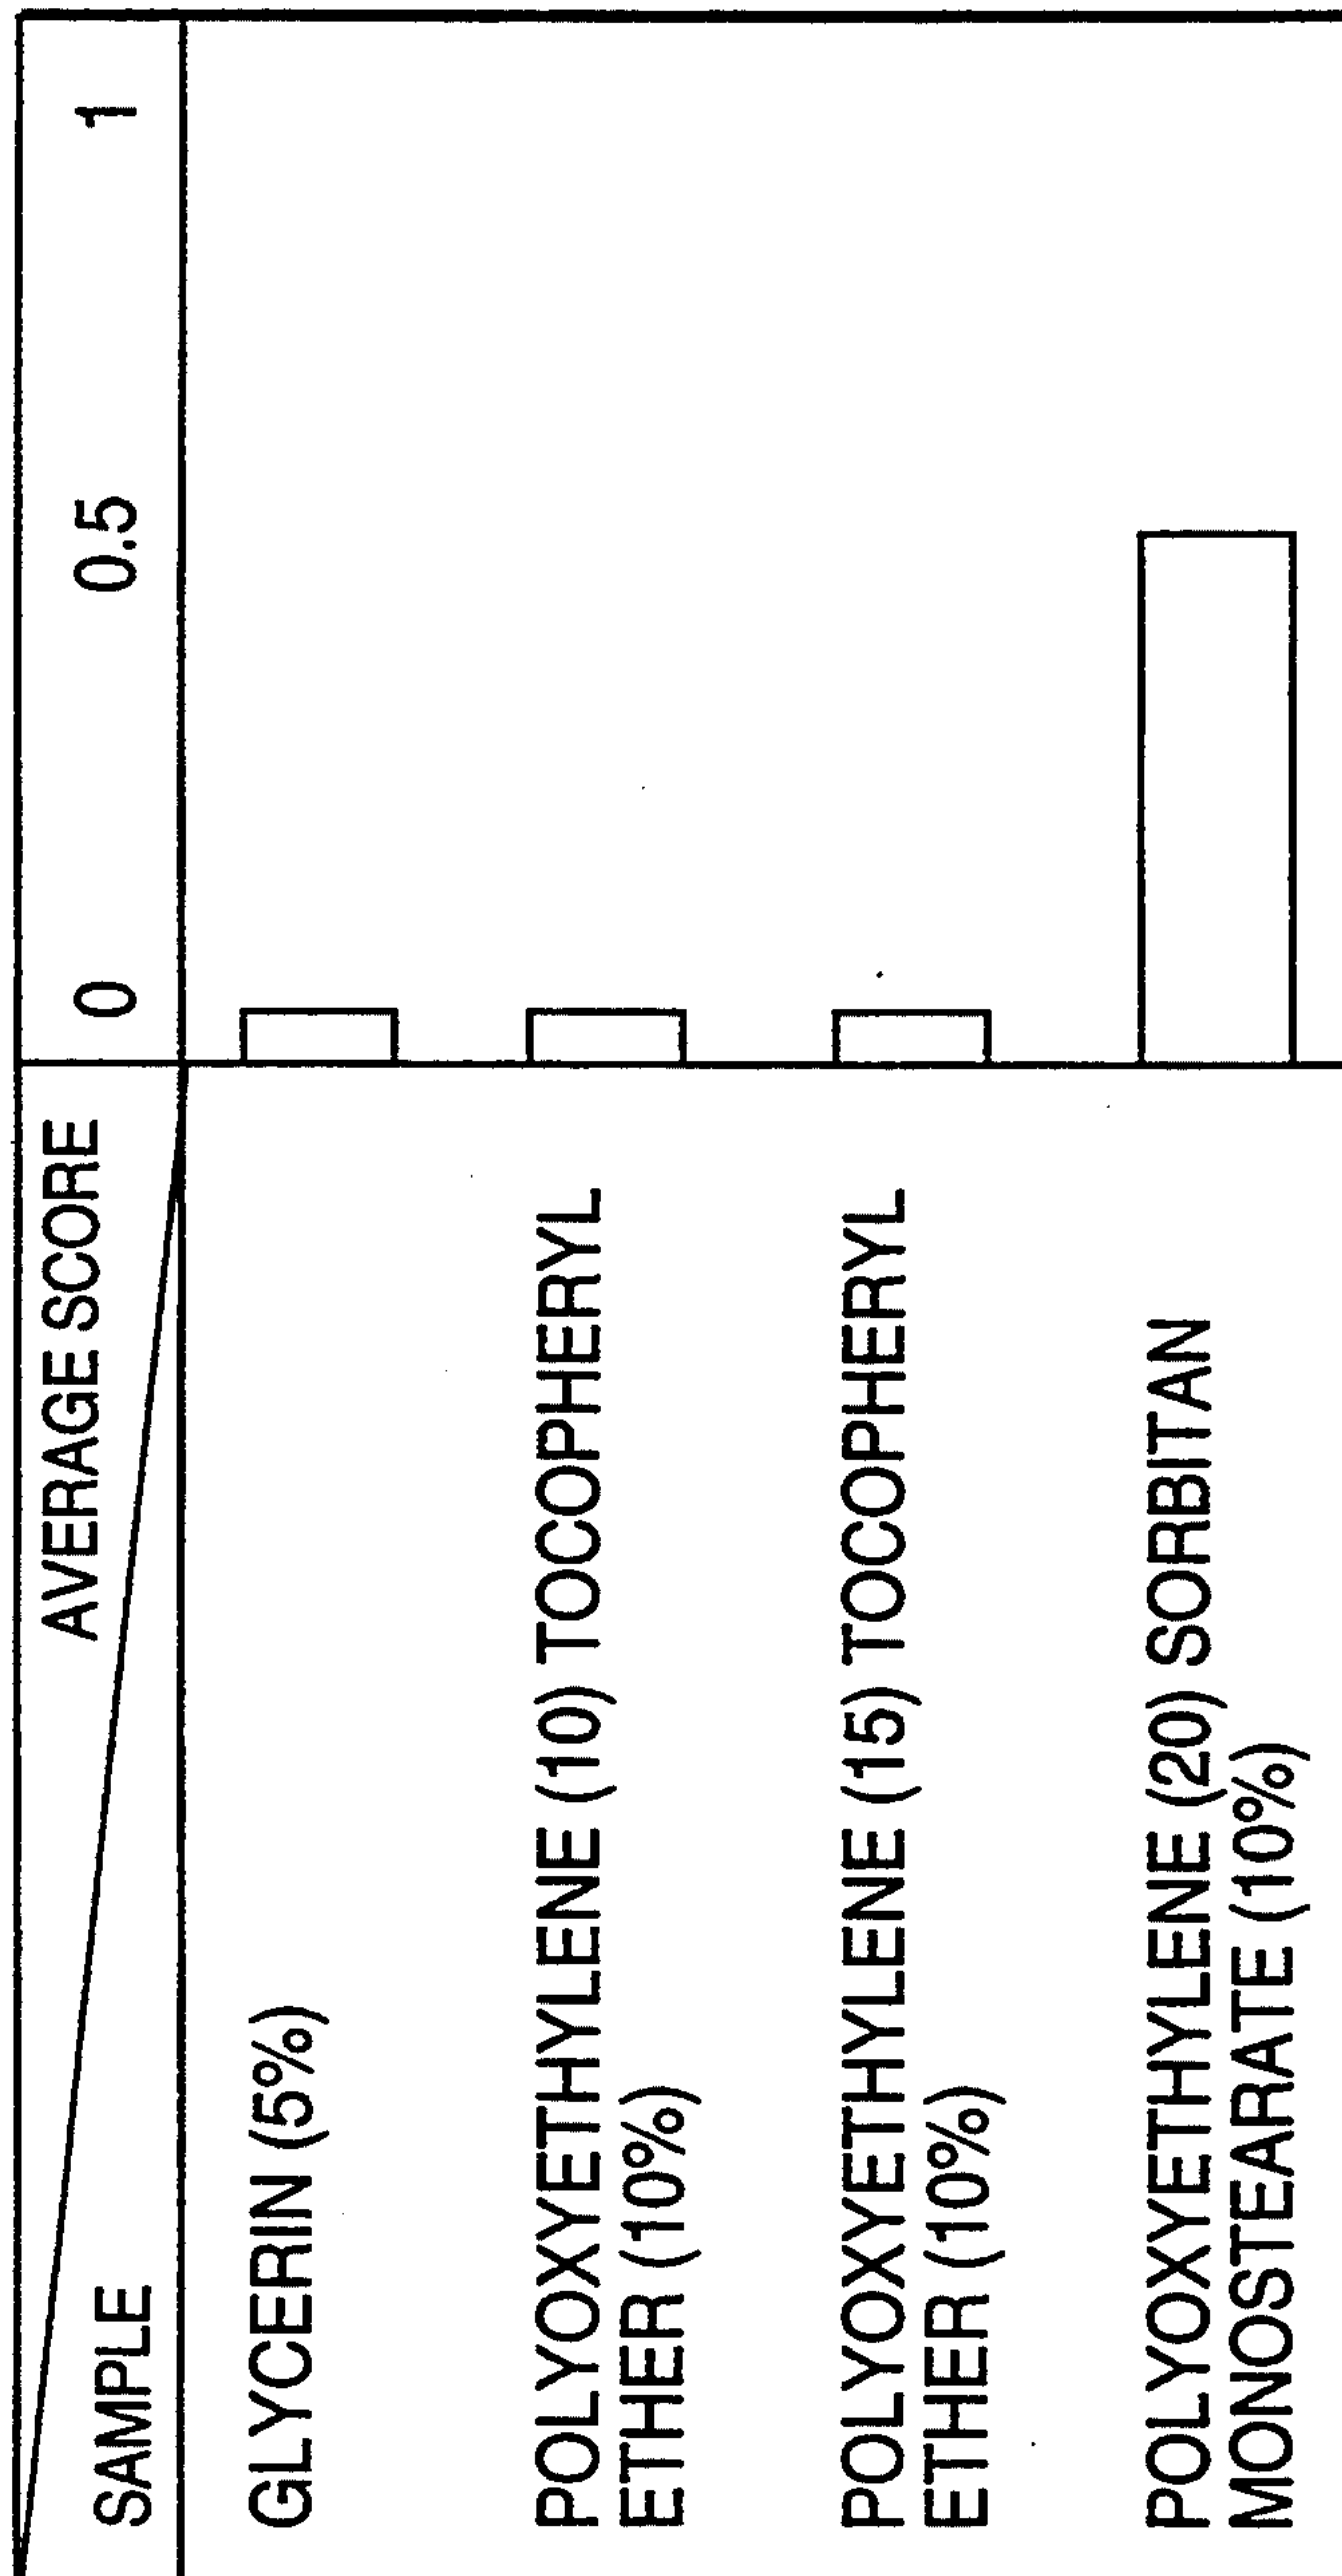 AVERAGE SCORE
SAMPLE
0 0.5 1
GLYCERIN (5%)
POLYOXYETHYLENE (10) TOCOPHERYL
ETHER (10%)
POLYOXYETHYLENE (15) TOCOPHERYL
ETHER (10%)
POLYOXYETHYLENE (20) SORBITAN
MONOSTEARATE (10%)